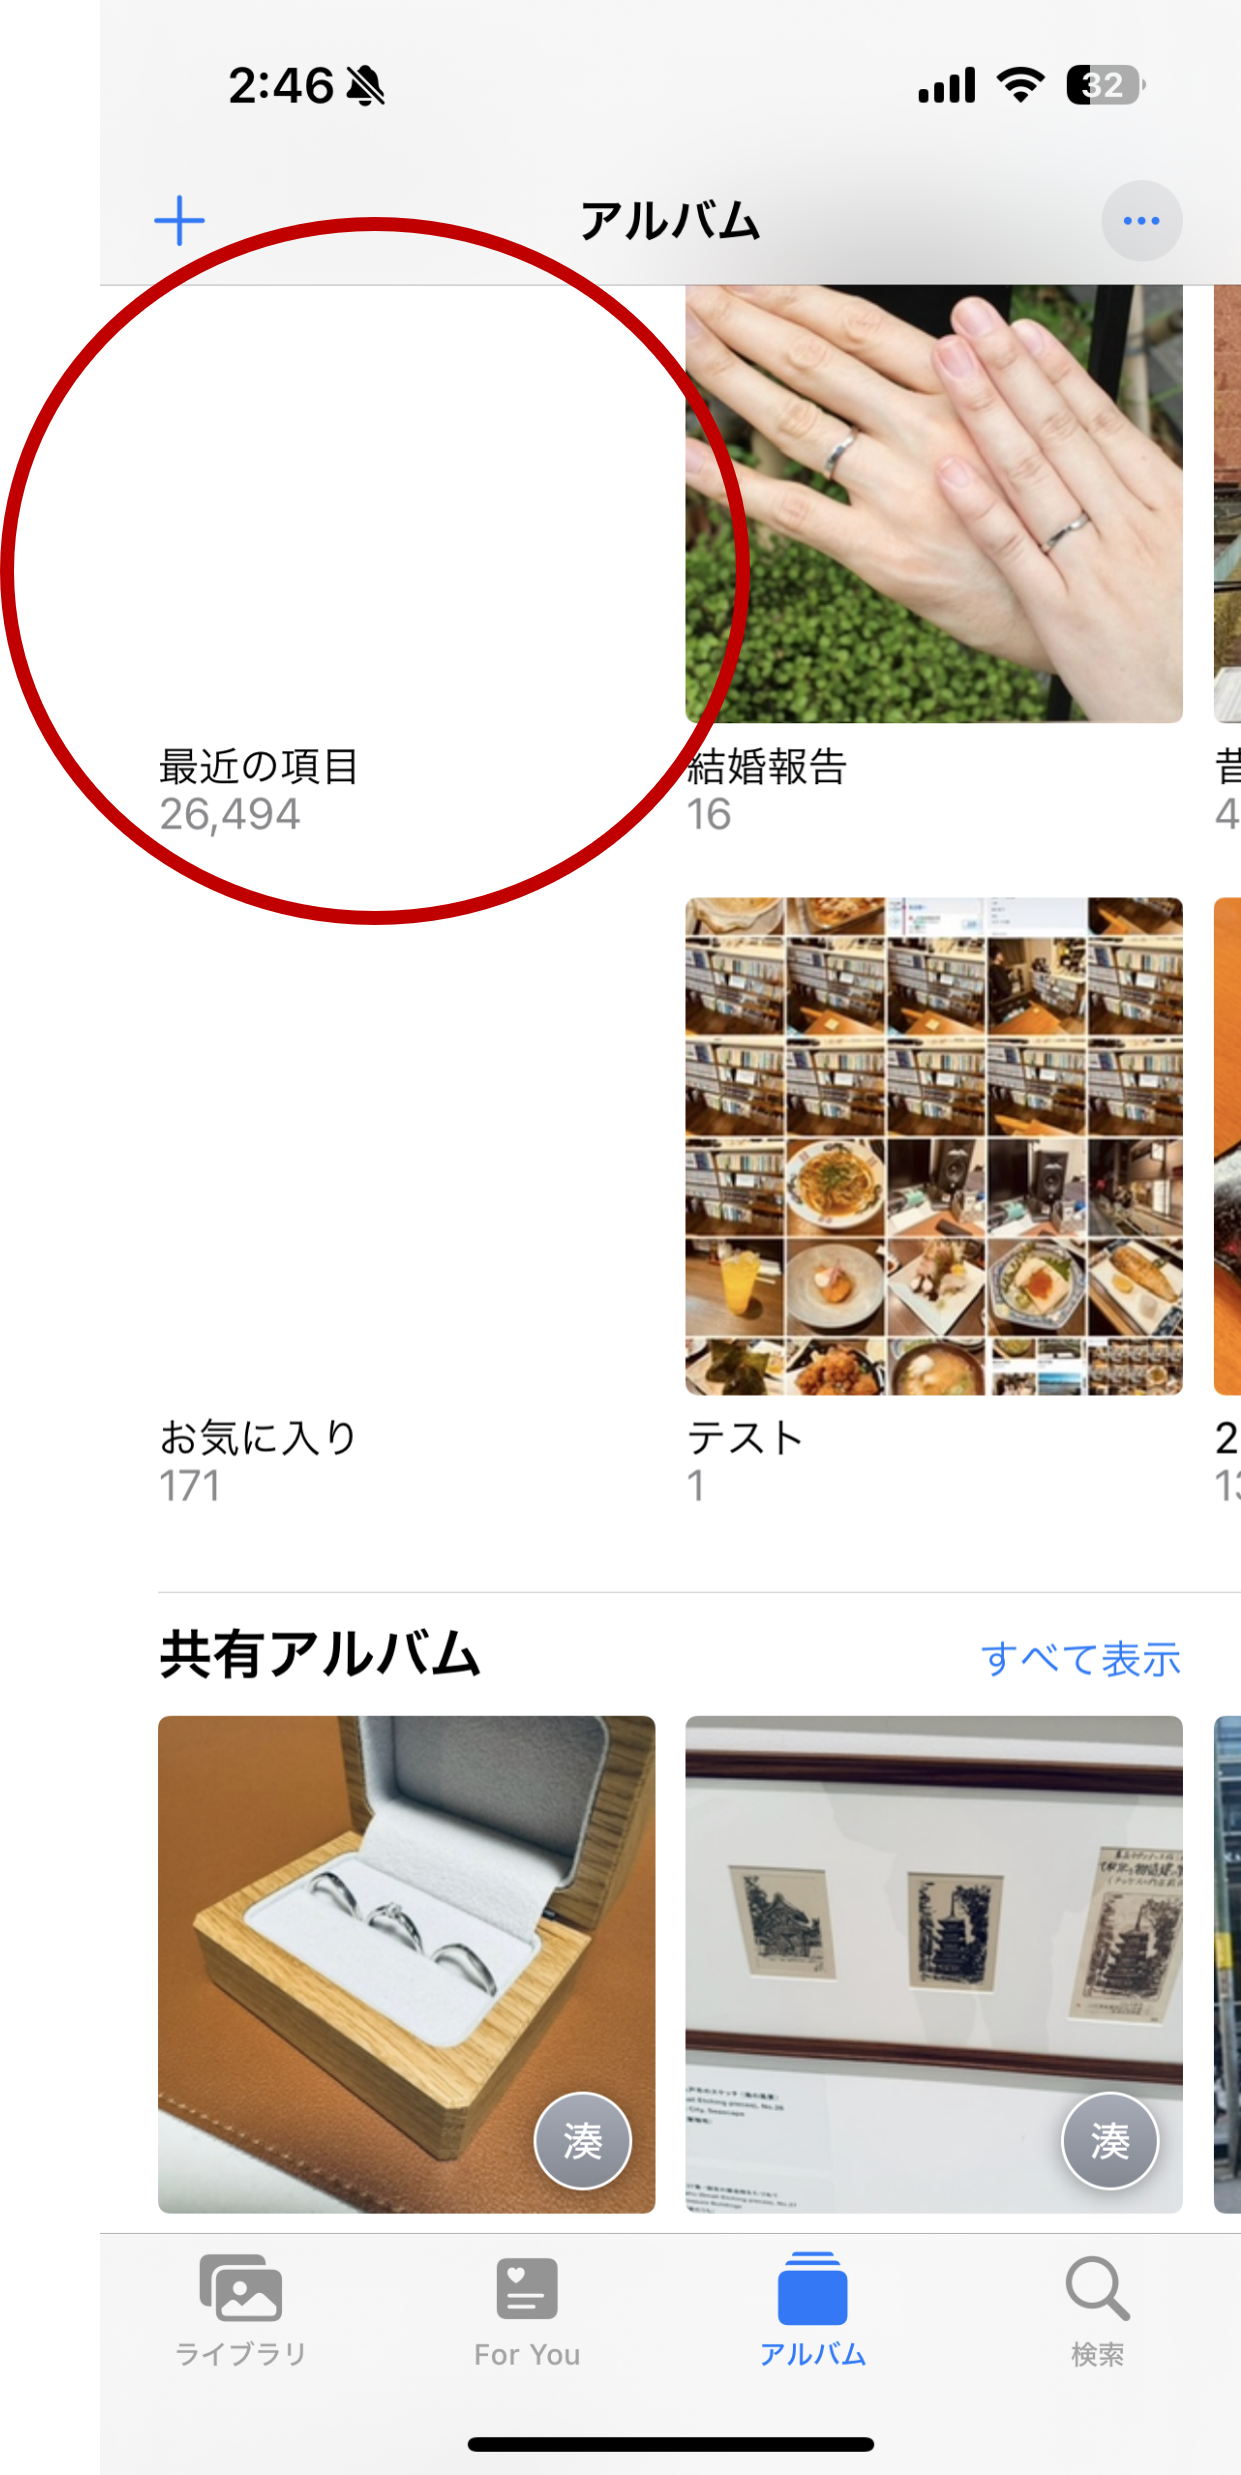 2:46
32
アルバム
最近の項目
26,494
結婚報告
16
昔
4
お気に入り
171
テスト
1
2
13
共有アルバム
すべて表示
湊
湊
ライブラリ
For You
アルバム
検索